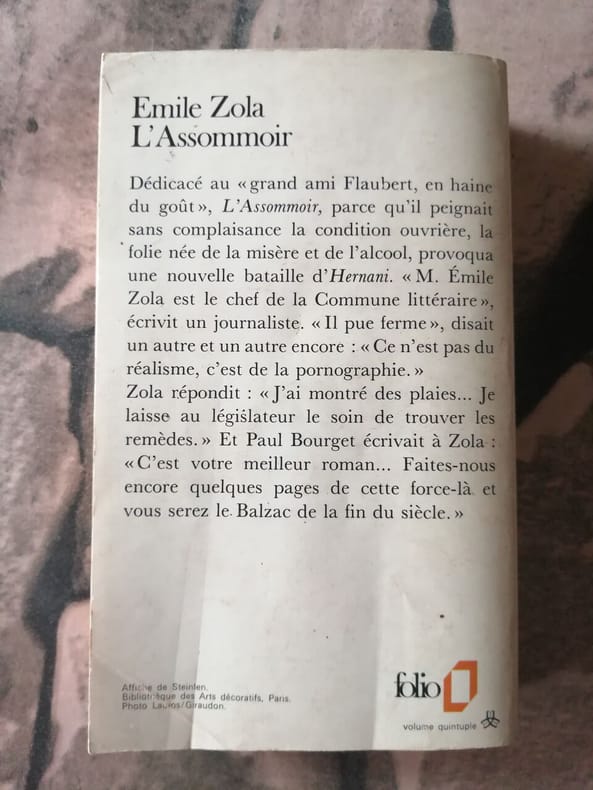 Emile Zola
L'Assommoir
Dédicacé au « grand ami Flaubert, en haine
du goût », L'Assommoir, parce qu'il peignait
sans complaisance la condition ouvrière, la
folie née de la misère et de l'alcool, provoqua
une nouvelle bataille d'Hernani. « M. Émile
Zola est le chef de la Commune littéraire »,
écrivit un journaliste. « Il pue ferme », disait
un autre et un autre encore : « Ce n'est pas du
réalisme, c'est de la pornographie. »
Zola répondit : « J'ai montré des plaies... Je
laisse au législateur le soin de trouver les
remèdes. » Et Paul Bourget écrivait à Zola :
« C'est votre meilleur roman... Faites-nous
encore quelques pages de cette force-là et
vous serez le Balzac de la fin du siècle. »
Affiche de Steinlen.
Bibliothèque des Arts décoratifs, Paris.
Photo Lauros/Giraudon.
folio
volume quintuple